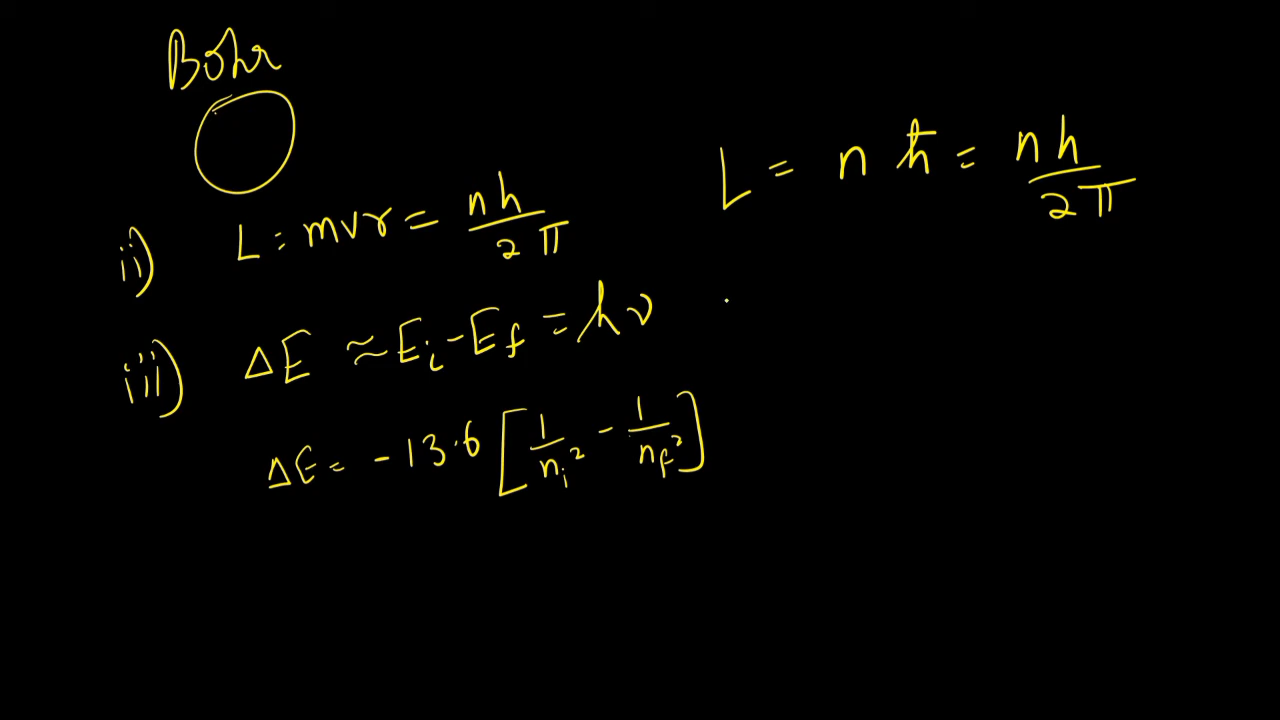 Bohr
L = n ħ = nh/2π
ii) L = mvr = nh/2π
iii) ΔE ≈ Ei - Ef = hν
ΔE = -13.6 [1/ni² - 1/nf²]